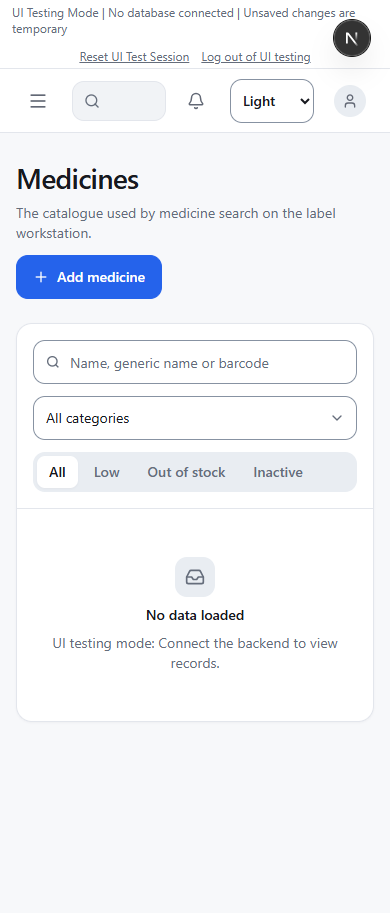 UI Testing Mode | No database connected | Unsaved changes are
temporary
Reset UI Test Session Log out of UI testing
N
Light
Medicines
The catalogue used by medicine search on the label
workstation.
Add medicine
Name, generic name or barcode
All categories
All Low Out of stock Inactive
No data loaded
UI testing mode: Connect the backend to view
records.